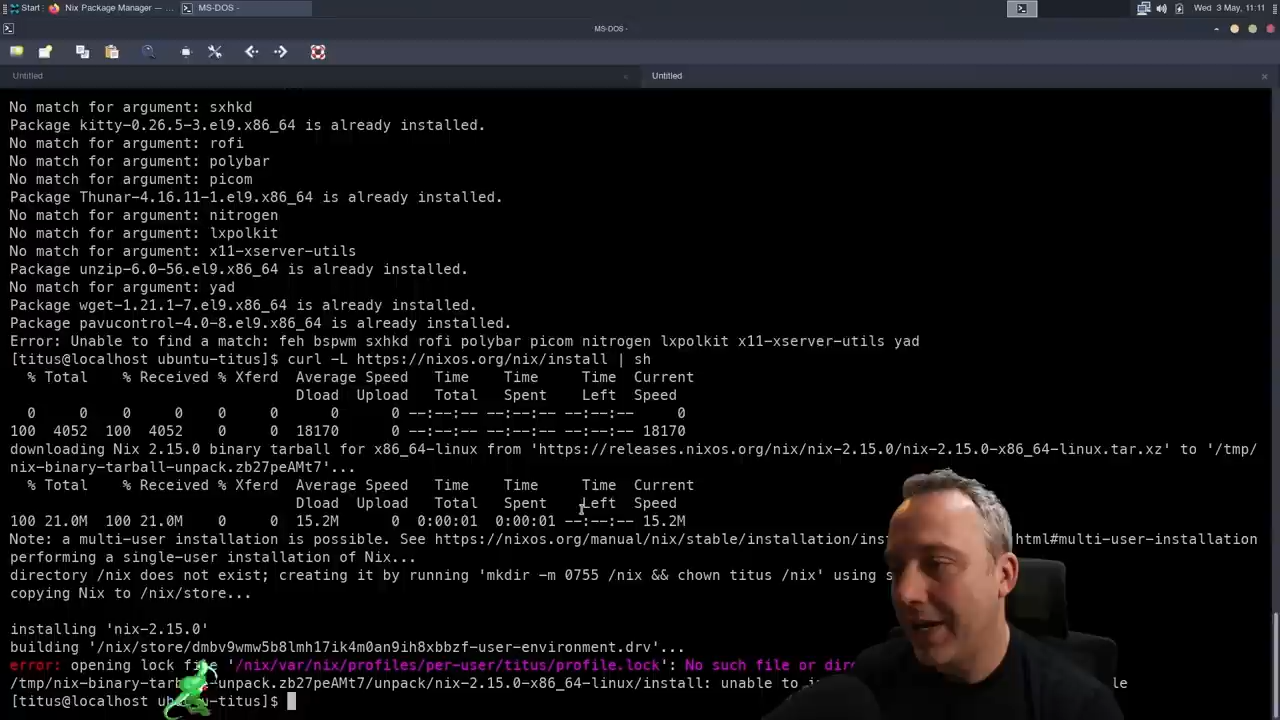 Start
Nix Package Manager — ...
MS-DOS -
Wed 3 May, 11:11
MS-DOS -
Untitled
Untitled
No match for argument: sxhkd
Package kitty-0.26.5-3.el9.x86_64 is already installed.
No match for argument: rofi
No match for argument: polybar
No match for argument: picom
Package Thunar-4.16.11-1.el9.x86_64 is already installed.
No match for argument: nitrogen
No match for argument: lxpolkit
No match for argument: x11-xserver-utils
Package unzip-6.0-56.el9.x86_64 is already installed.
No match for argument: yad
Package wget-1.21.1-7.el9.x86_64 is already installed.
Package pavucontrol-4.0-8.el9.x86_64 is already installed.
Error: Unable to find a match: feh bspwm sxhkd rofi polybar picom nitrogen lxpolkit x11-xserver-utils yad
[titus@localhost ubuntu-titus]$ curl -L https://nixos.org/nix/install | sh
% Total % Received % Xferd Average Speed Time Time Time Current
Dload Upload Total Spent Left Speed
0 0 0 0 0 0 0 0 --:--:-- --:--:-- --:--:-- 0
100 4052 100 4052 0 0 18170 0 --:--:-- --:--:-- --:--:-- 18170
downloading Nix 2.15.0 binary tarball for x86_64-linux from 'https://releases.nixos.org/nix/nix-2.15.0/nix-2.15.0-x86_64-linux.tar.xz' to '/tmp/
nix-binary-tarball-unpack.zb27peAMt7'...
% Total % Received % Xferd Average Speed Time Time Time Current
Dload Upload Total Spent Left Speed
100 21.0M 100 21.0M 0 0 15.2M 0 0:00:01 0:00:01 --:--:-- 15.2M
Note: a multi-user installation is possible. See https://nixos.org/manual/nix/stable/installation/ins html#multi-user-installation
performing a single-user installation of Nix...
directory /nix does not exist; creating it by running 'mkdir -m 0755 /nix && chown titus /nix' using s
copying Nix to /nix/store...
installing 'nix-2.15.0'
building '/nix/store/dmbv9wmw5b8lmh17ik4m0an9ih8xbbzf-user-environment.drv'...
error: opening lock file '/nix/var/nix/profiles/per-user/titus/profile.lock': No such file or dire
/tmp/nix-binary-tarball-unpack.zb27peAMt7/unpack/nix-2.15.0-x86_64-linux/install: unable to i le
[titus@localhost ubuntu-titus]$